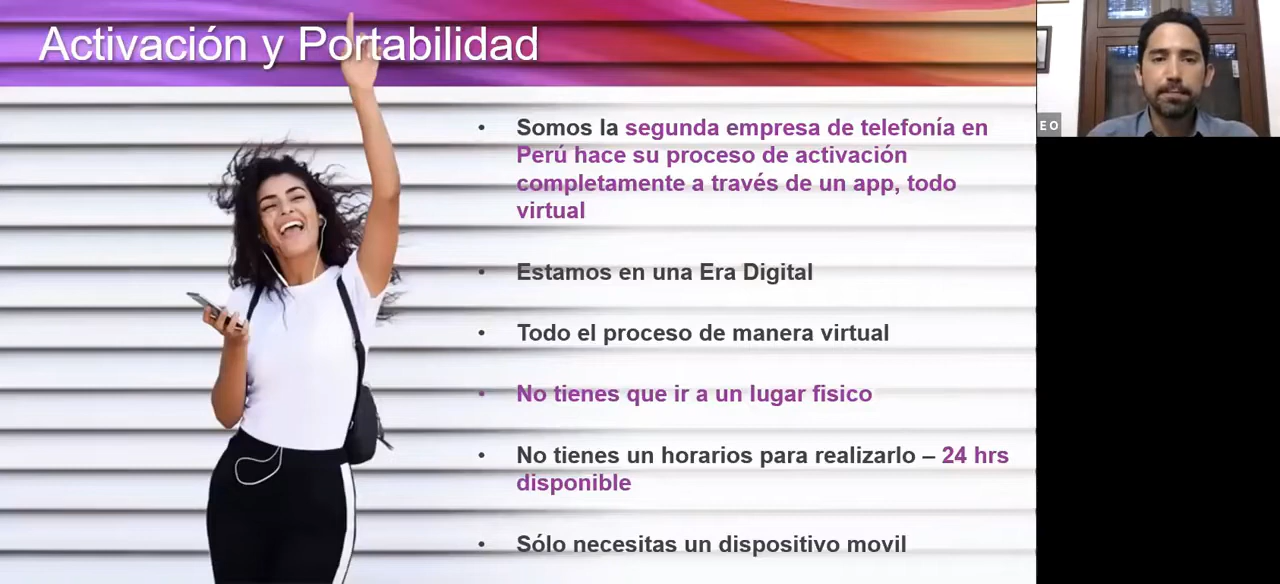 Activación y Portabilidad
• Somos la segunda empresa de telefonía en
Perú hace su proceso de activación
completamente a través de un app, todo
virtual
• Estamos en una Era Digital
• Todo el proceso de manera virtual
• No tienes que ir a un lugar fisico
• No tienes un horarios para realizarlo – 24 hrs
disponible
• Sólo necesitas un dispositivo movil
EO